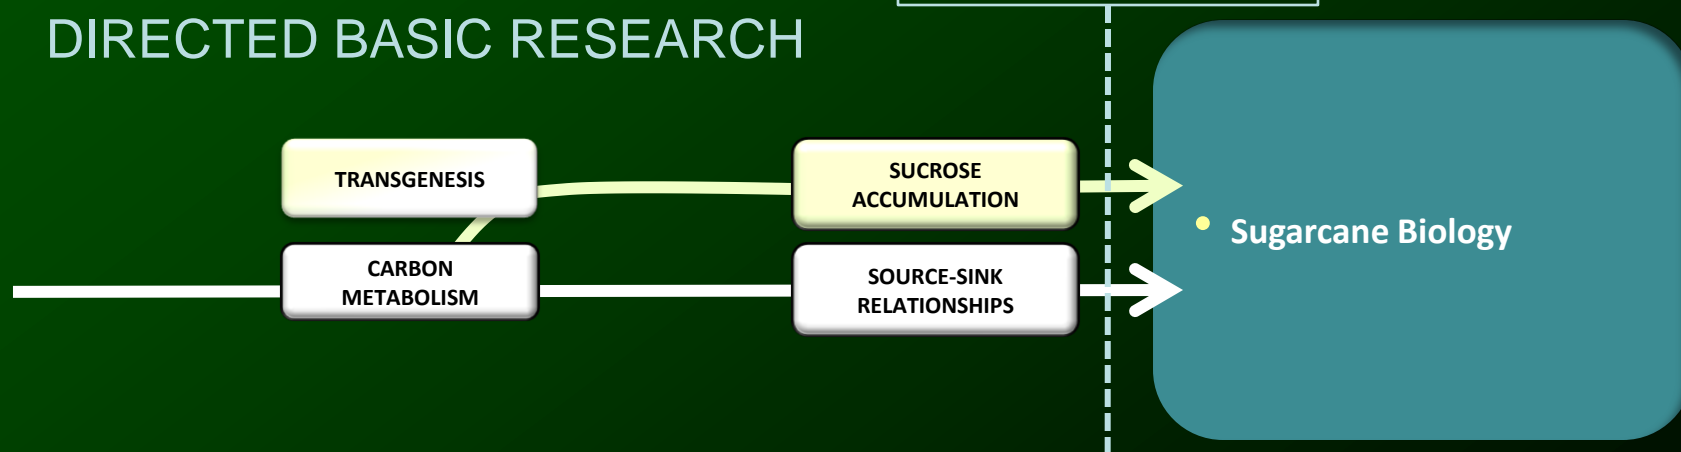 DIRECTED BASIC RESEARCH
TRANSGENESIS
SUCROSE
ACCUMULATION
CARBON
METABOLISM
SOURCE-SINK
RELATIONSHIPS
• Sugarcane Biology